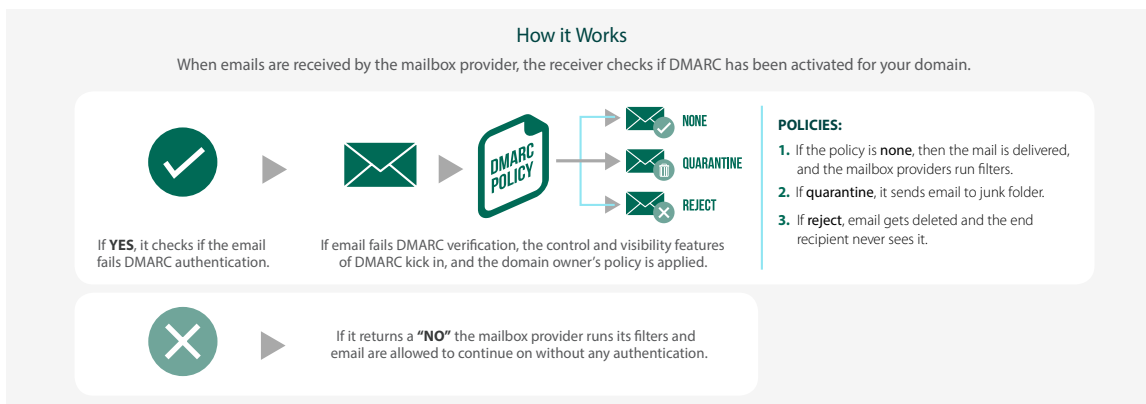 How it Works
When emails are received by the mailbox provider, the receiver checks if DMARC has been activated for your domain.
If YES, it checks if the email
fails DMARC authentication.
DMARC
POLICY
NONE
QUARANTINE
REJECT
If email fails DMARC verification, the control and visibility features
of DMARC kick in, and the domain owner's policy is applied.
POLICIES:
1. If the policy is none, then the mail is delivered,
and the mailbox providers run filters.
2. If quarantine, it sends email to junk folder.
3. If reject, email gets deleted and the end
recipient never sees it.
If it returns a “NO” the mailbox provider runs its filters and
email are allowed to continue on without any authentication.